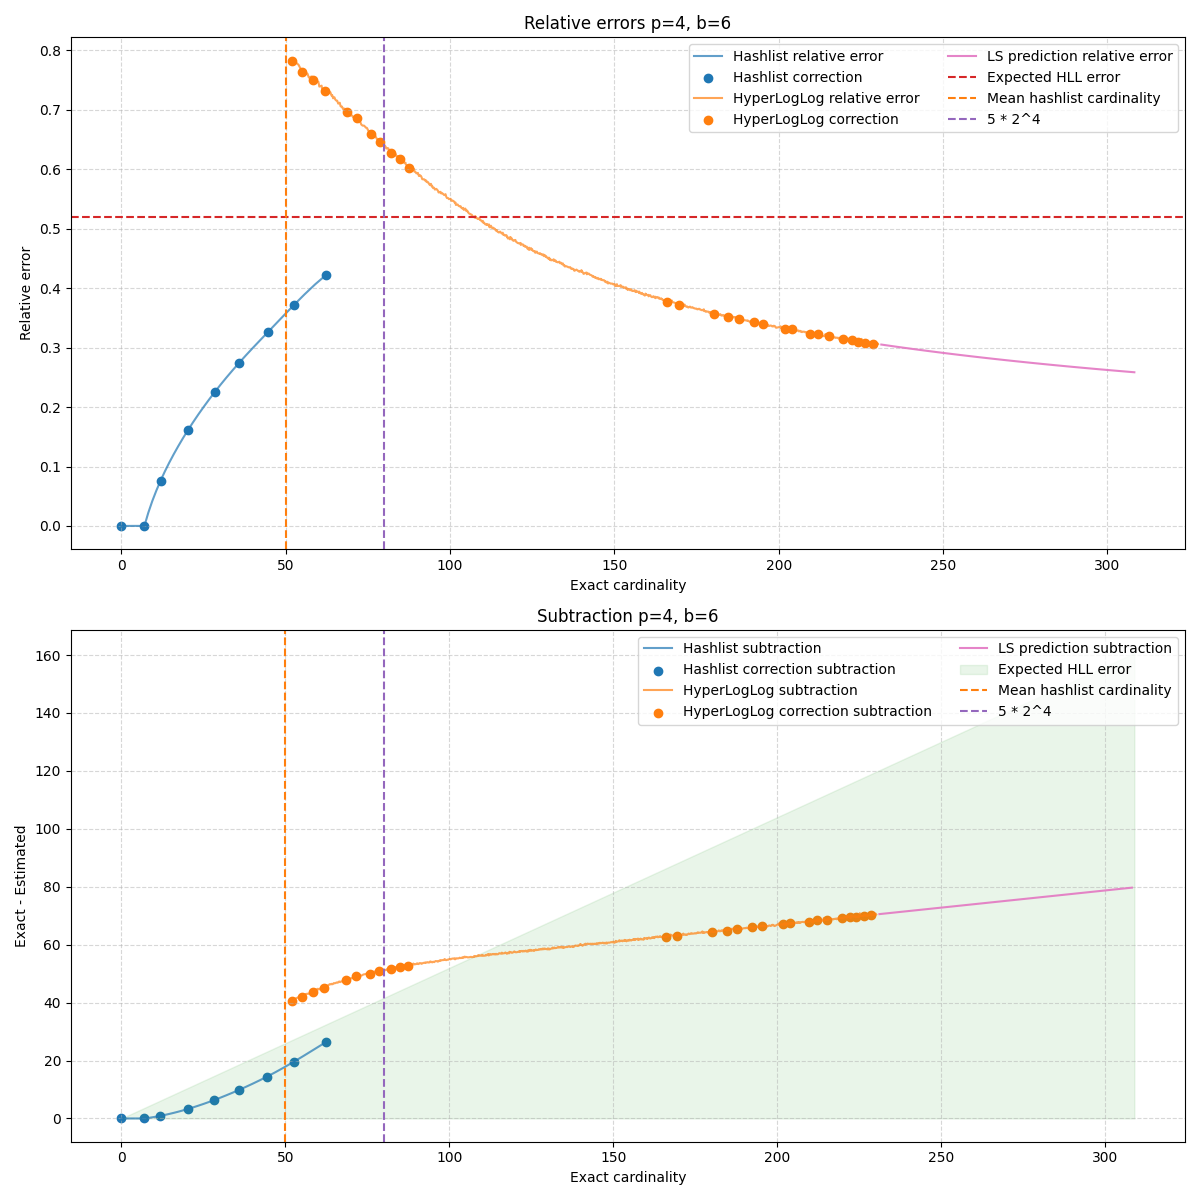 Relative errors p=4, b=6
Hashlist relative error
Hashlist correction
HyperLogLog relative error
HyperLogLog correction
LS prediction relative error
Expected HLL error
Mean hashlist cardinality
5 * 2^4
0.8
0.7
0.6
0.5
0.4
0.3
0.2
0.1
0.0
Relative error
0 50 100 150 200 250 300
Exact cardinality
Subtraction p=4, b=6
Hashlist subtraction
Hashlist correction subtraction
HyperLogLog subtraction
HyperLogLog correction subtraction
LS prediction subtraction
Expected HLL error
Mean hashlist cardinality
5 * 2^4
160
140
120
100
80
60
40
20
0
Exact - Estimated
0 50 100 150 200 250 300
Exact cardinality